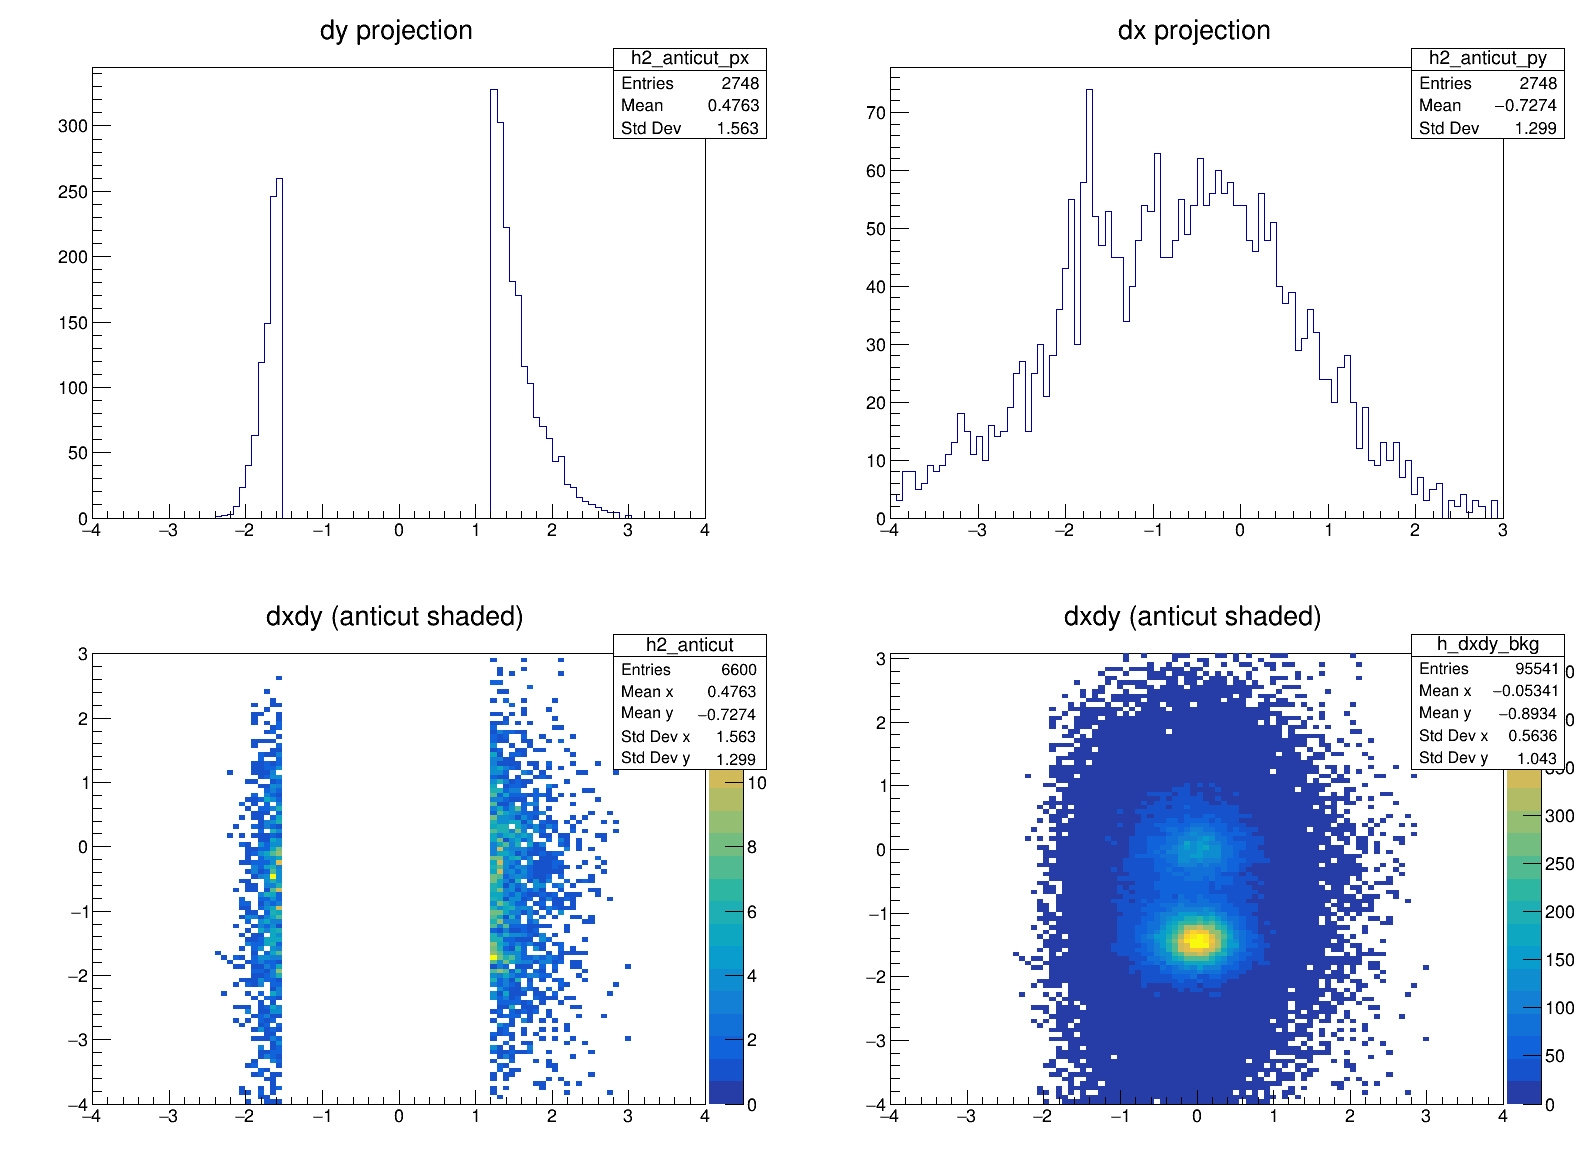 dy projection
h2_anticut_px
Entries 2748
Mean 0.4763
Std Dev 1.563
300
250
200
150
100
50
0
−4 −3 −2 −1 0 1 2 3 4
dx projection
h2_anticut_py
Entries 2748
Mean −0.7274
Std Dev 1.299
70
60
50
40
30
20
10
0
−4 −3 −2 −1 0 1 2 3
dxdy (anticut shaded)
h2_anticut
Entries 6600
Mean x 0.4763
Mean y −0.7274
Std Dev x 1.563
Std Dev y 1.299
3
2
1
0
−1
−2
−3
−4
−4 −3 −2 −1 0 1 2 3 4
10
8
6
4
2
0
dxdy (anticut shaded)
h_dxdy_bkg
Entries 95541
Mean x −0.05341
Mean y −0.8934
Std Dev x 0.5636
Std Dev y 1.043
3
2
1
0
−1
−2
−3
−4
−4 −3 −2 −1 0 1 2 3 4
300
250
200
150
100
50
0